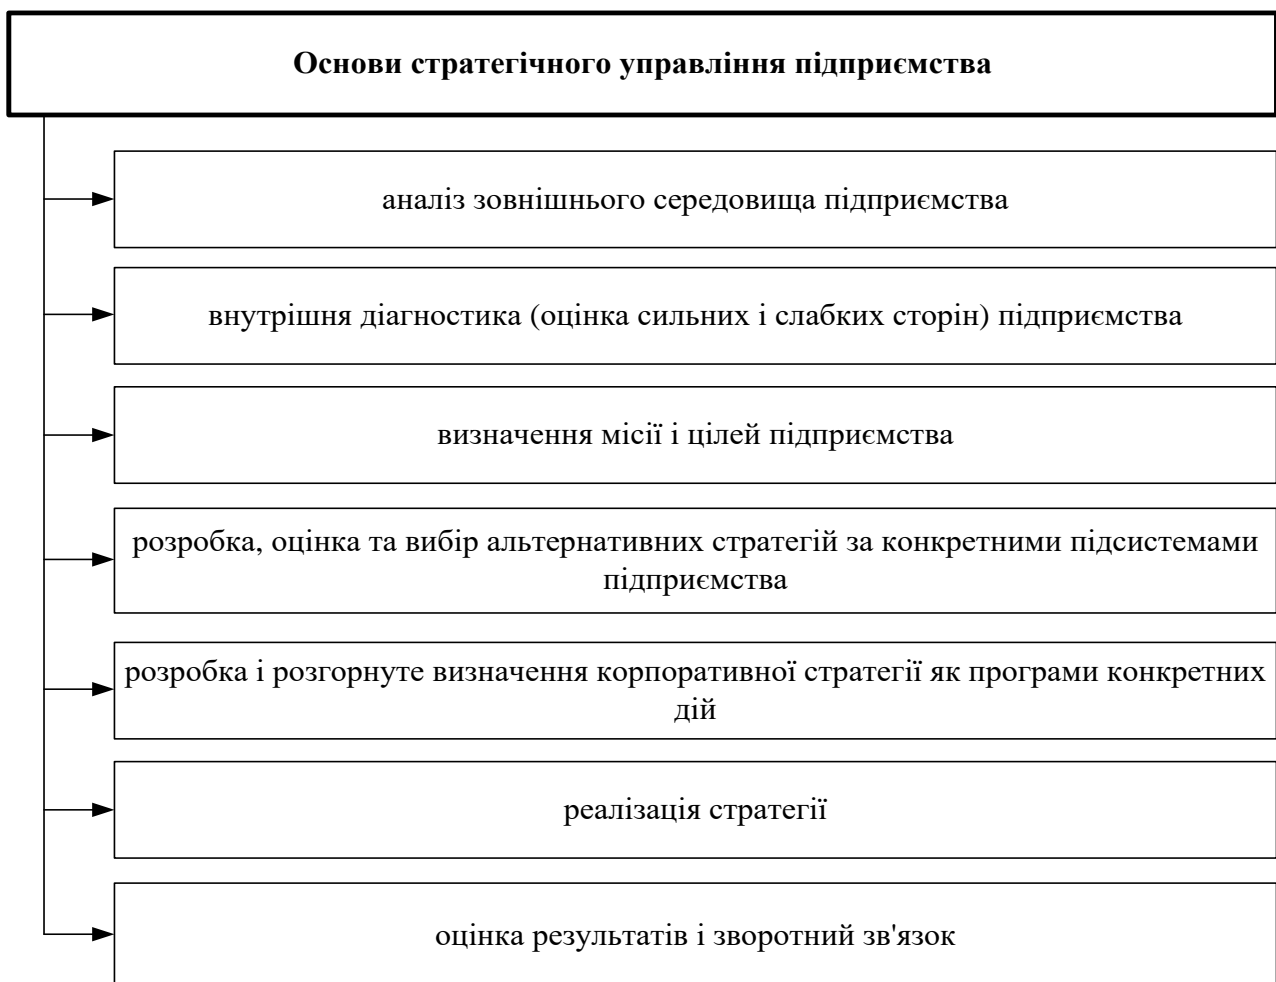 Основи стратегічного управління підприємства
аналіз зовнішнього середовища підприємства
внутрішня діагностика (оцінка сильних і слабких сторін) підприємства
визначення місії і цілей підприємства
розробка, оцінка та вибір альтернативних стратегій за конкретними підсистемами
підприємства
розробка і розгорнуте визначення корпоративної стратегії як програми конкретних
дій
реалізація стратегії
оцінка результатів і зворотний зв'язок